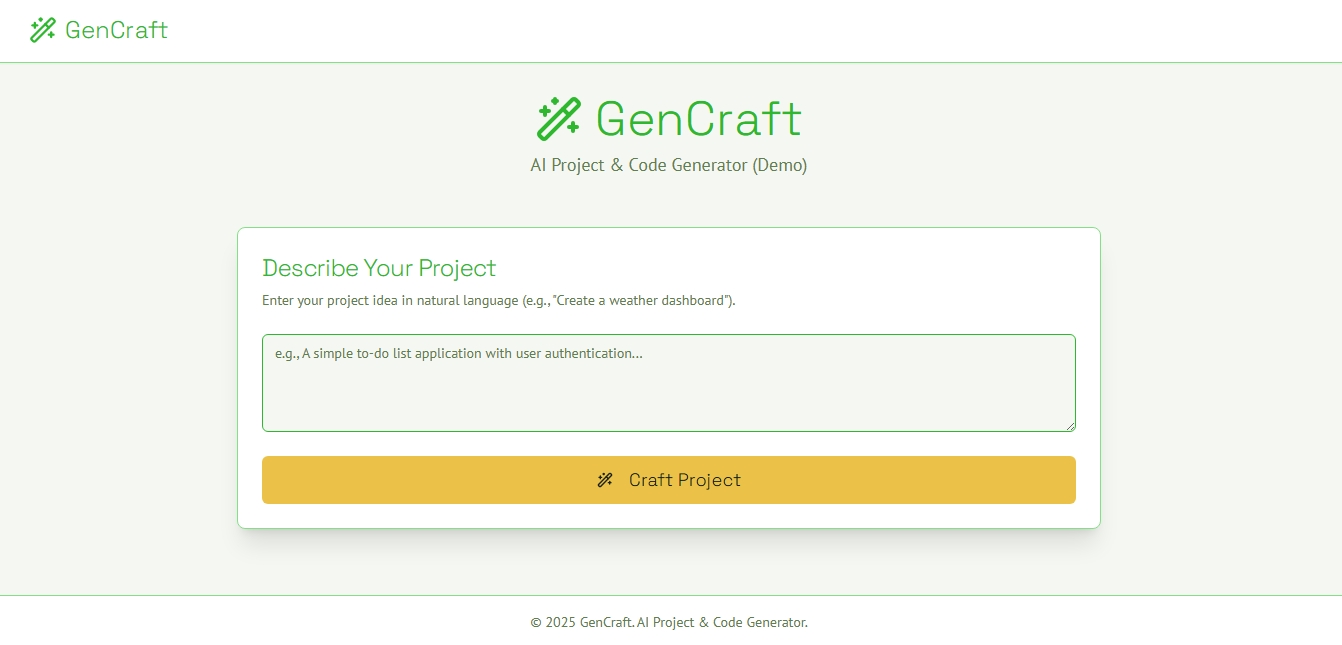 GenCraft
GenCraft
AI Project & Code Generator (Demo)
Describe Your Project
Enter your project idea in natural language (e.g., "Create a weather dashboard").
e.g., A simple to-do list application with user authentication...
Craft Project
© 2025 GenCraft. AI Project & Code Generator.